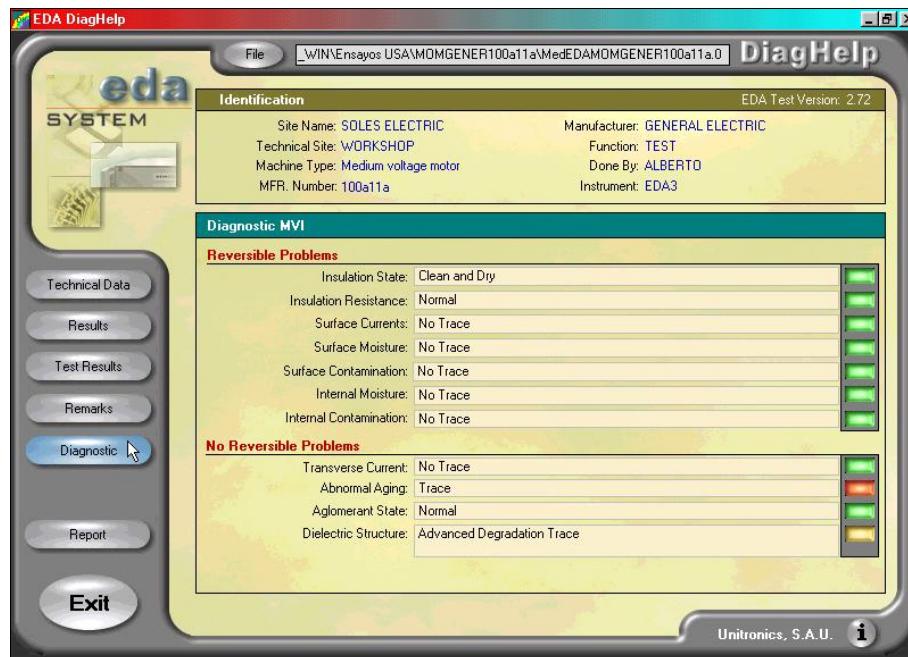 EDA DiagHelp
File
_WIN\Ensayos USA\MOMGENER100a11a\MedEDAMOMGENER100a11a.0
DiagHelp
eda
SYSTEM
Identification
EDA Test Version: 2.72
Site Name: SOLES ELECTRIC
Manufacturer: GENERAL ELECTRIC
Technical Site: WORKSHOP
Function: TEST
Machine Type: Medium voltage motor
Done By: ALBERTO
MFR. Number: 100a11a
Instrument: EDA3
Diagnostic MVI
Reversible Problems
Insulation State: Clean and Dry
Insulation Resistance: Normal
Surface Currents: No Trace
Surface Moisture: No Trace
Surface Contamination: No Trace
Internal Moisture: No Trace
Internal Contamination: No Trace
No Reversible Problems
Transverse Current: No Trace
Abnormal Aging: Trace
Aglomerant State: Normal
Dielectric Structure: Advanced Degradation Trace
Technical Data
Results
Test Results
Remarks
Diagnostic
Report
Exit
Unitronics, S.A.U.
i